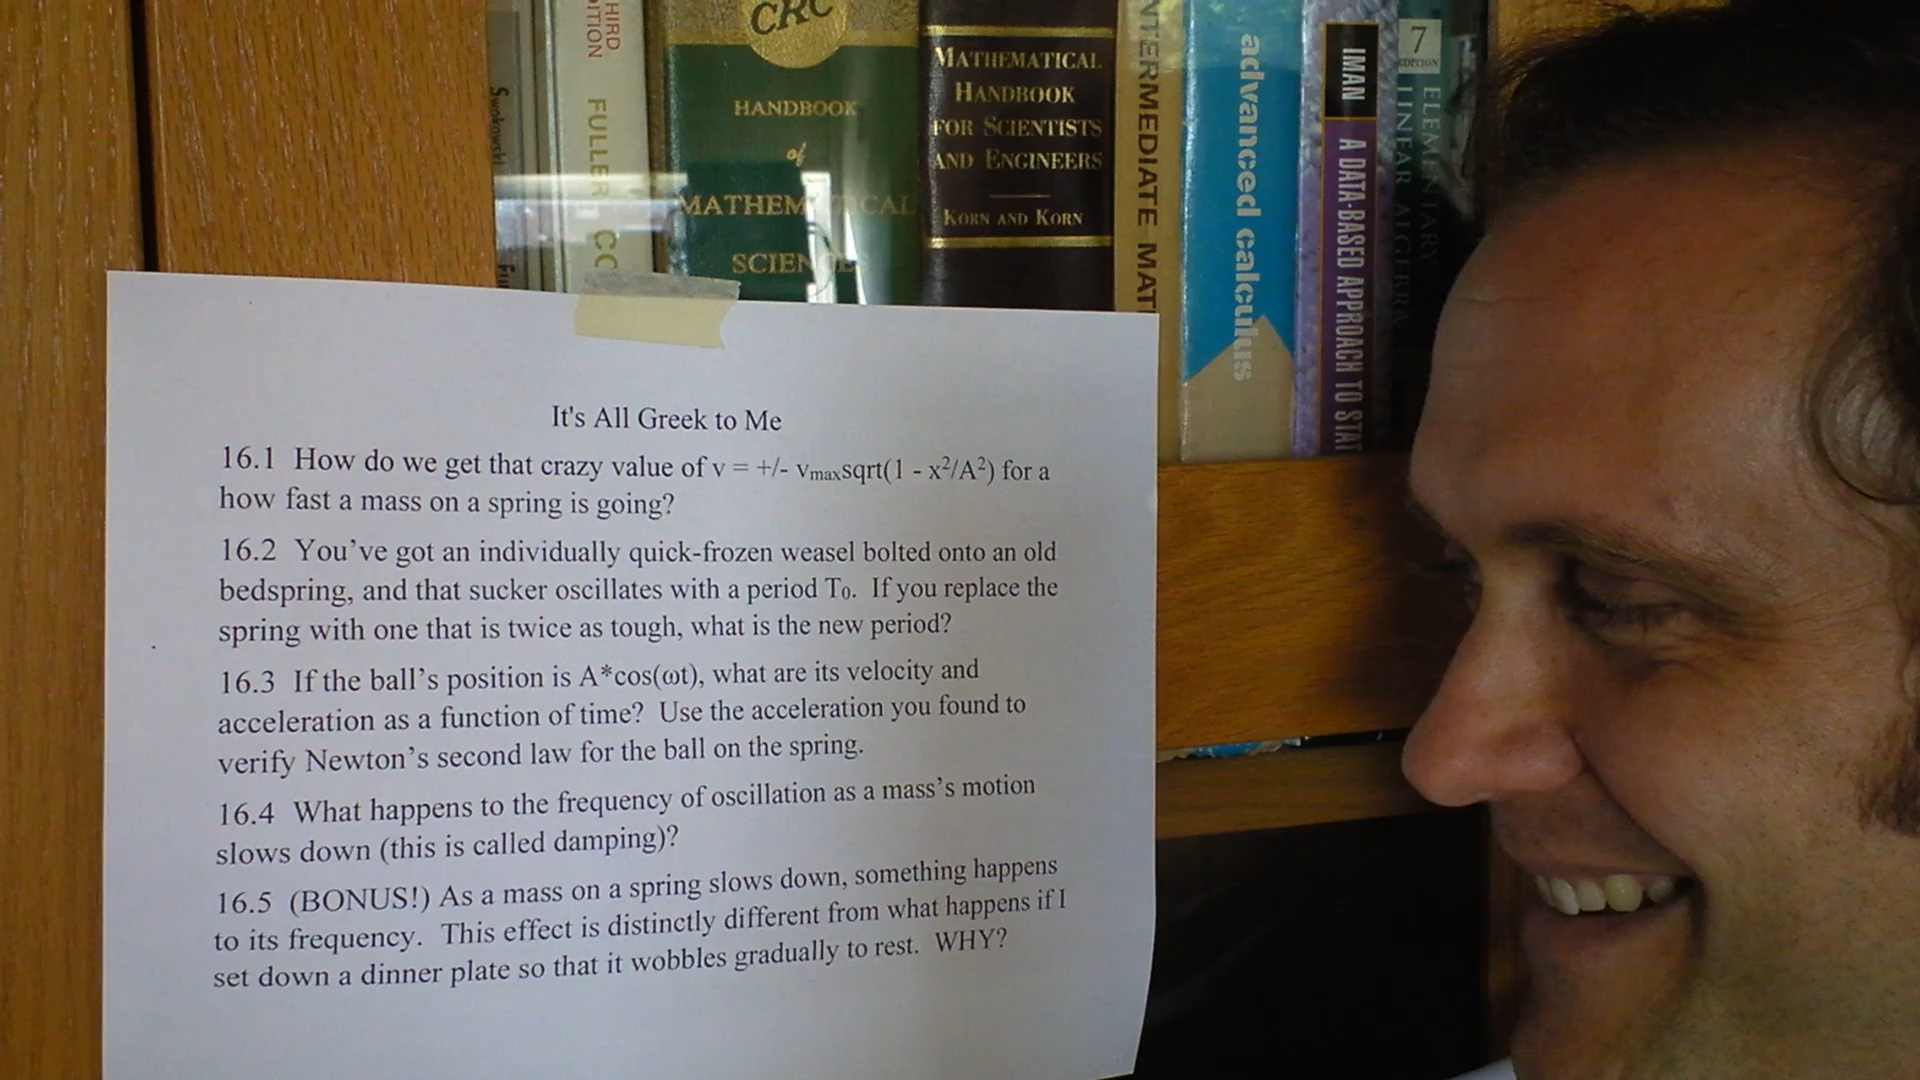 HIRD
DITION
FULLER
CO
Swokowski
CRC
HANDBOOK
of
MATHEMATICAL
SCIENCE
MATHEMATICAL
HANDBOOK
FOR SCIENTISTS
AND ENGINEERS
KORN AND KORN
NTERMEDIATE MAT
advanced calculus
IMAN A DATA-BASED APPROACH TO STAT
7
EDITION
ELEMENTARY
LINEAR ALGEBRA
It's All Greek to Me
16.1 How do we get that crazy value of v = +/- vmaxsqrt(1 - x²/A²) for a
how fast a mass on a spring is going?
16.2 You've got an individually quick-frozen weasel bolted onto an old
bedspring, and that sucker oscillates with a period T₀. If you replace the
spring with one that is twice as tough, what is the new period?
16.3 If the ball's position is A*cos(ωt), what are its velocity and
acceleration as a function of time? Use the acceleration you found to
verify Newton's second law for the ball on the spring.
16.4 What happens to the frequency of oscillation as a mass's motion
slows down (this is called damping)?
16.5 (BONUS!) As a mass on a spring slows down, something happens
to its frequency. This effect is distinctly different from what happens if I
set down a dinner plate so that it wobbles gradually to rest. WHY?